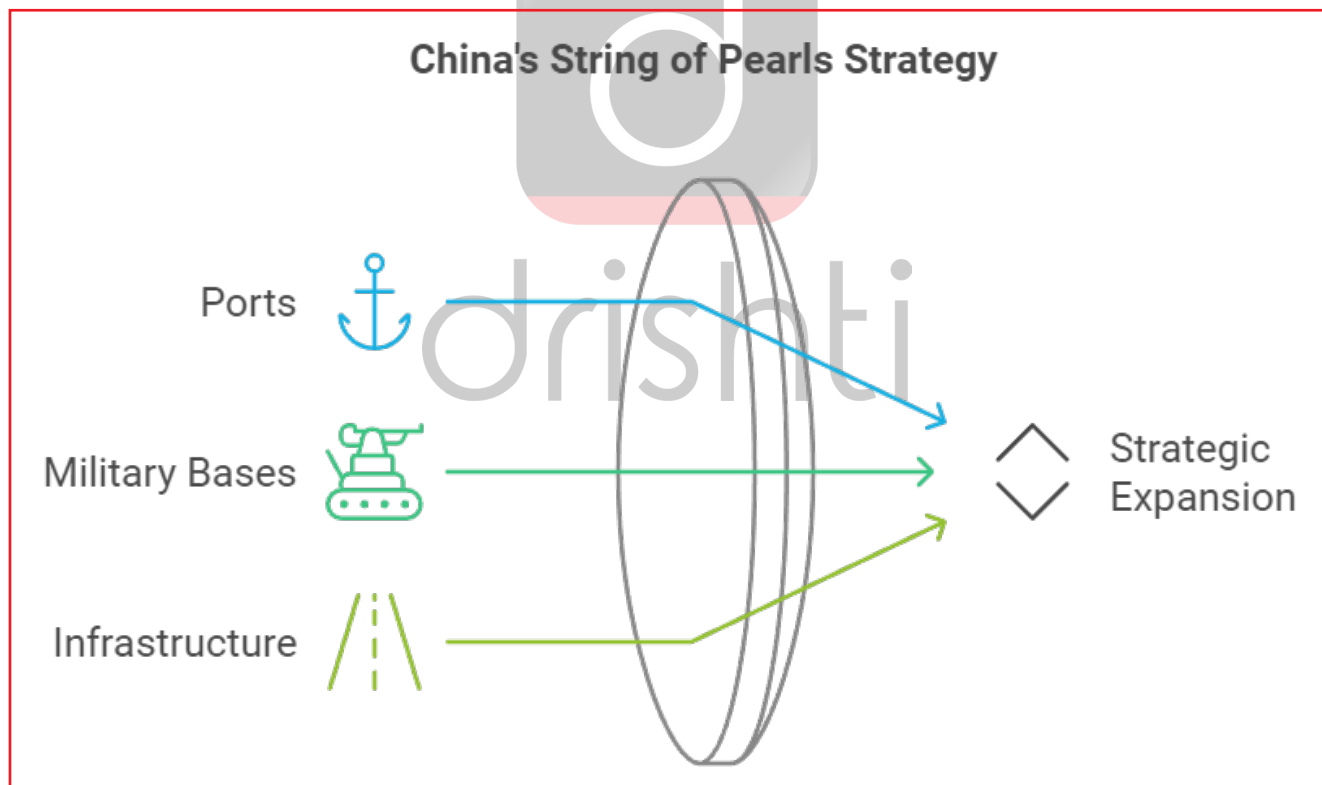 China's String of Pearls Strategy
drishti
Ports
Military Bases
Strategic
Expansion
Infrastructure